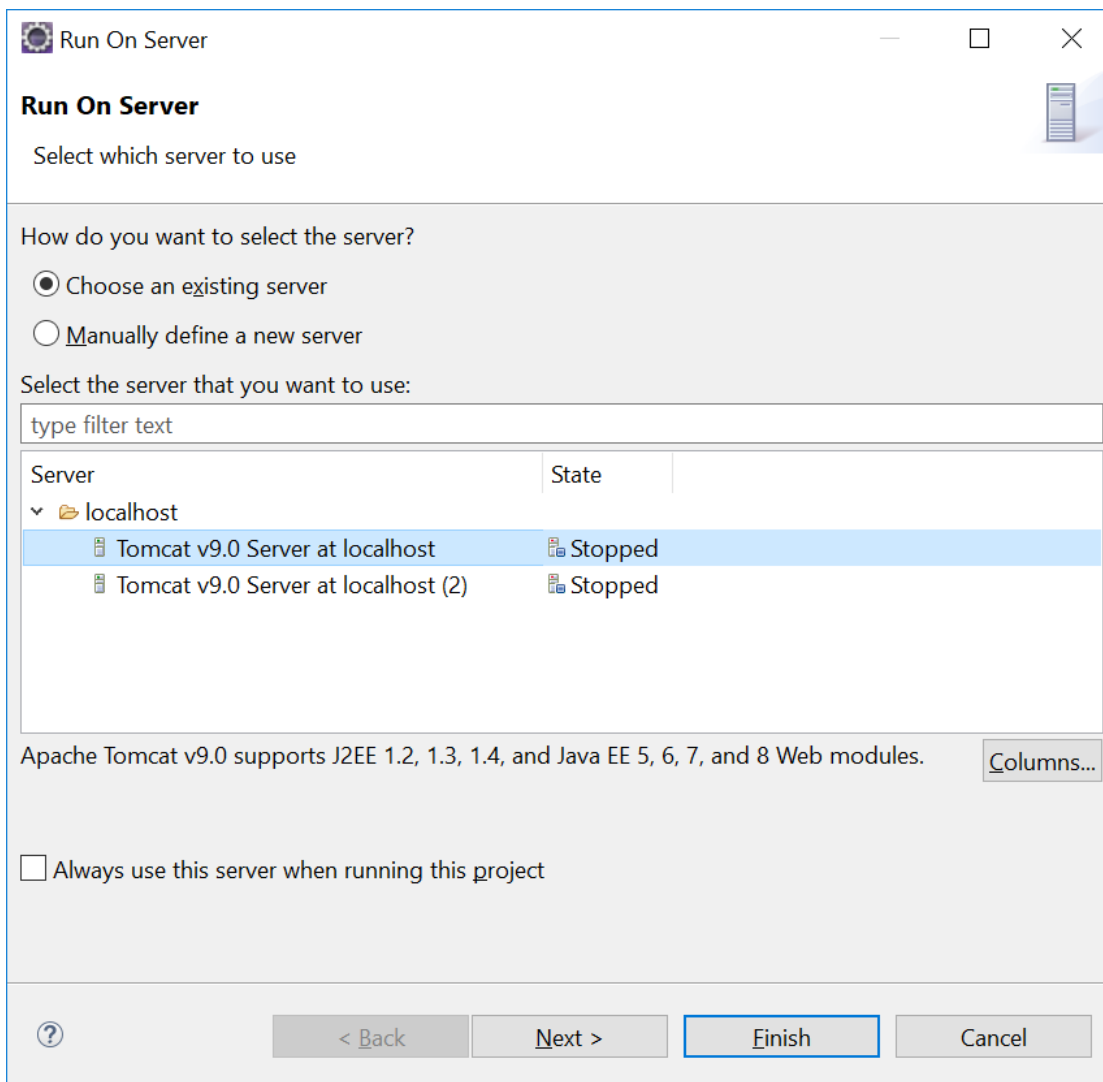 Run On Server
Run On Server
Select which server to use
How do you want to select the server?
Choose an existing server
Manually define a new server
Select the server that you want to use:
type filter text
Server State
localhost
Tomcat v9.0 Server at localhost Stopped
Tomcat v9.0 Server at localhost (2) Stopped
Apache Tomcat v9.0 supports J2EE 1.2, 1.3, 1.4, and Java EE 5, 6, 7, and 8 Web modules.
Columns...
Always use this server when running this project
? < Back Next > Finish Cancel